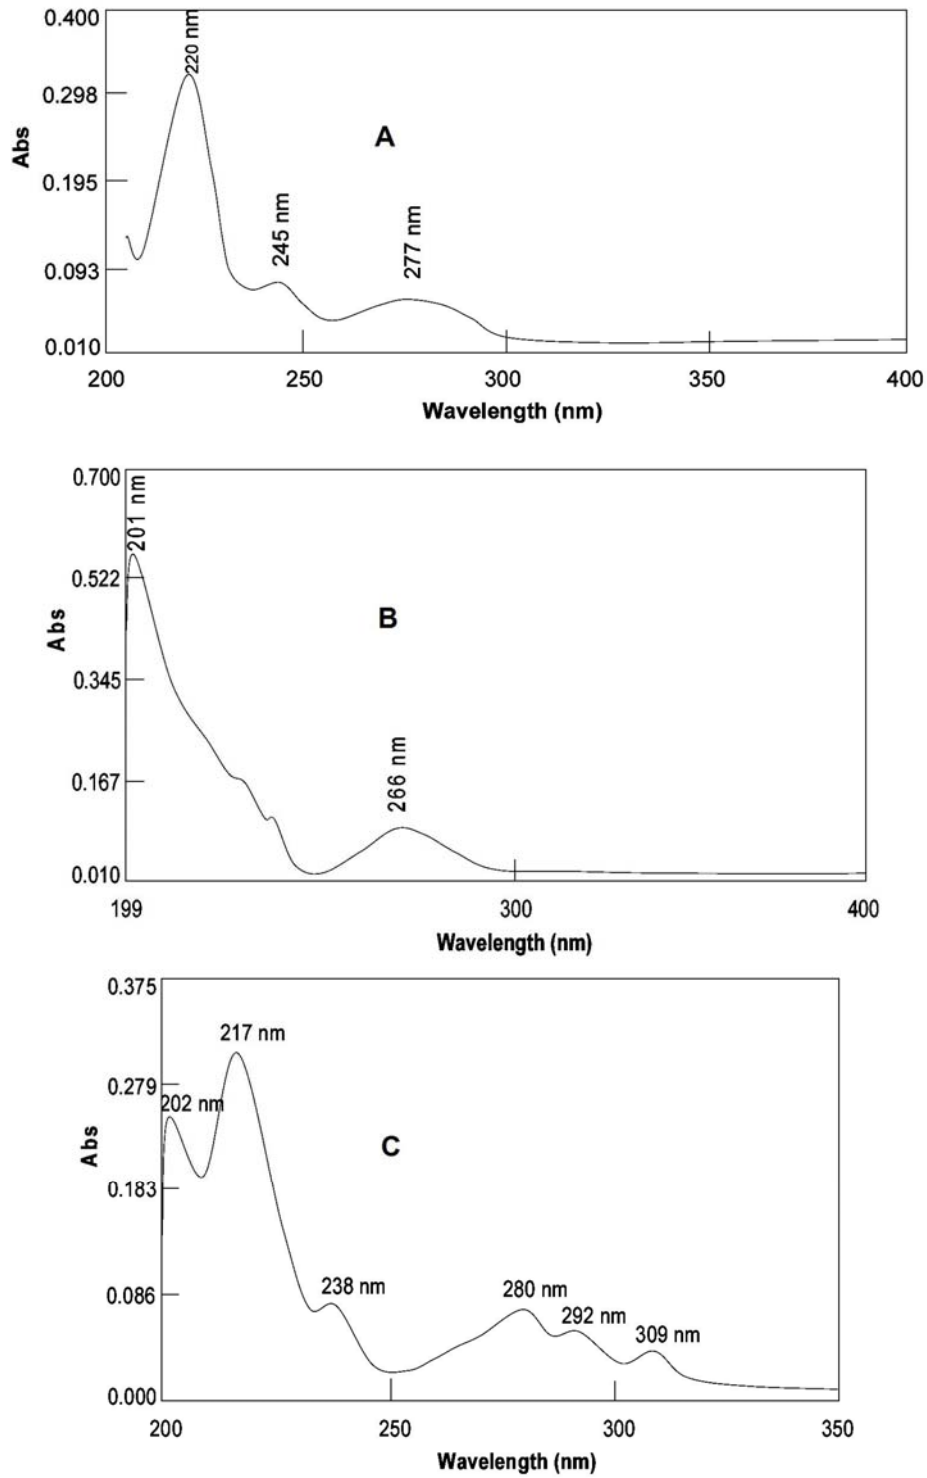 0.400
220 nm
0.298
Abs
A
0.195
245 nm
277 nm
0.093
0.010
200
250
300
350
400
Wavelength (nm)
0.700
201 nm
0.522
Abs
B
0.345
266 nm
0.167
0.010
199
300
400
Wavelength (nm)
0.375
217 nm
0.279
202 nm
Abs
C
0.183
238 nm
280 nm
0.086
292 nm
309 nm
0.000
200
250
300
350
Wavelength (nm)